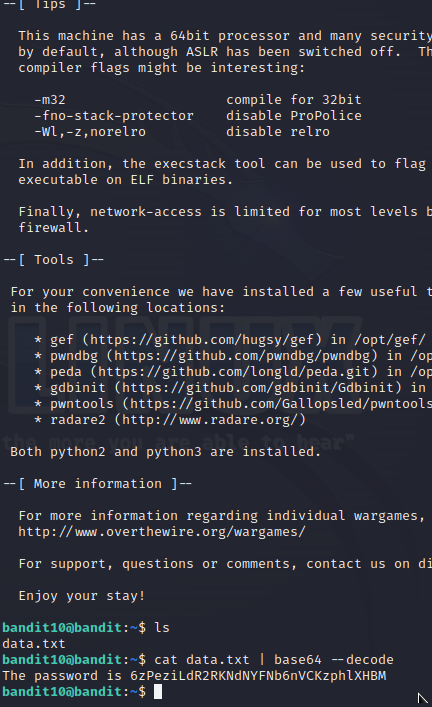 --[ Tips ]--
This machine has a 64bit processor and many security
by default, although ASLR has been switched off. Th
compiler flags might be interesting:
-m32 compile for 32bit
-fno-stack-protector disable ProPolice
-Wl,-z,norelro disable relro
In addition, the execstack tool can be used to flag
executable on ELF binaries.
Finally, network-access is limited for most levels b
firewall.
--[ Tools ]--
For your convenience we have installed a few useful t
in the following locations:
* gef (https://github.com/hugsy/gef) in /opt/gef/
* pwndbg (https://github.com/pwndbg/pwndbg) in /op
* peda (https://github.com/longld/peda.git) in /op
* gdbinit (https://github.com/gdbinit/Gdbinit) in
* pwntools (https://github.com/Gallopsled/pwntools
* radare2 (http://www.radare.org/)
the more you are able to hear"
Both python2 and python3 are installed.
--[ More information ]--
For more information regarding individual wargames,
http://www.overthewire.org/wargames/
For support, questions or comments, contact us on di
Enjoy your stay!
bandit10@bandit:~$ ls
data.txt
bandit10@bandit:~$ cat data.txt | base64 --decode
The password is 6zPeziLdR2RKNdNYFNb6nVCKzphlXHBM
bandit10@bandit:~$